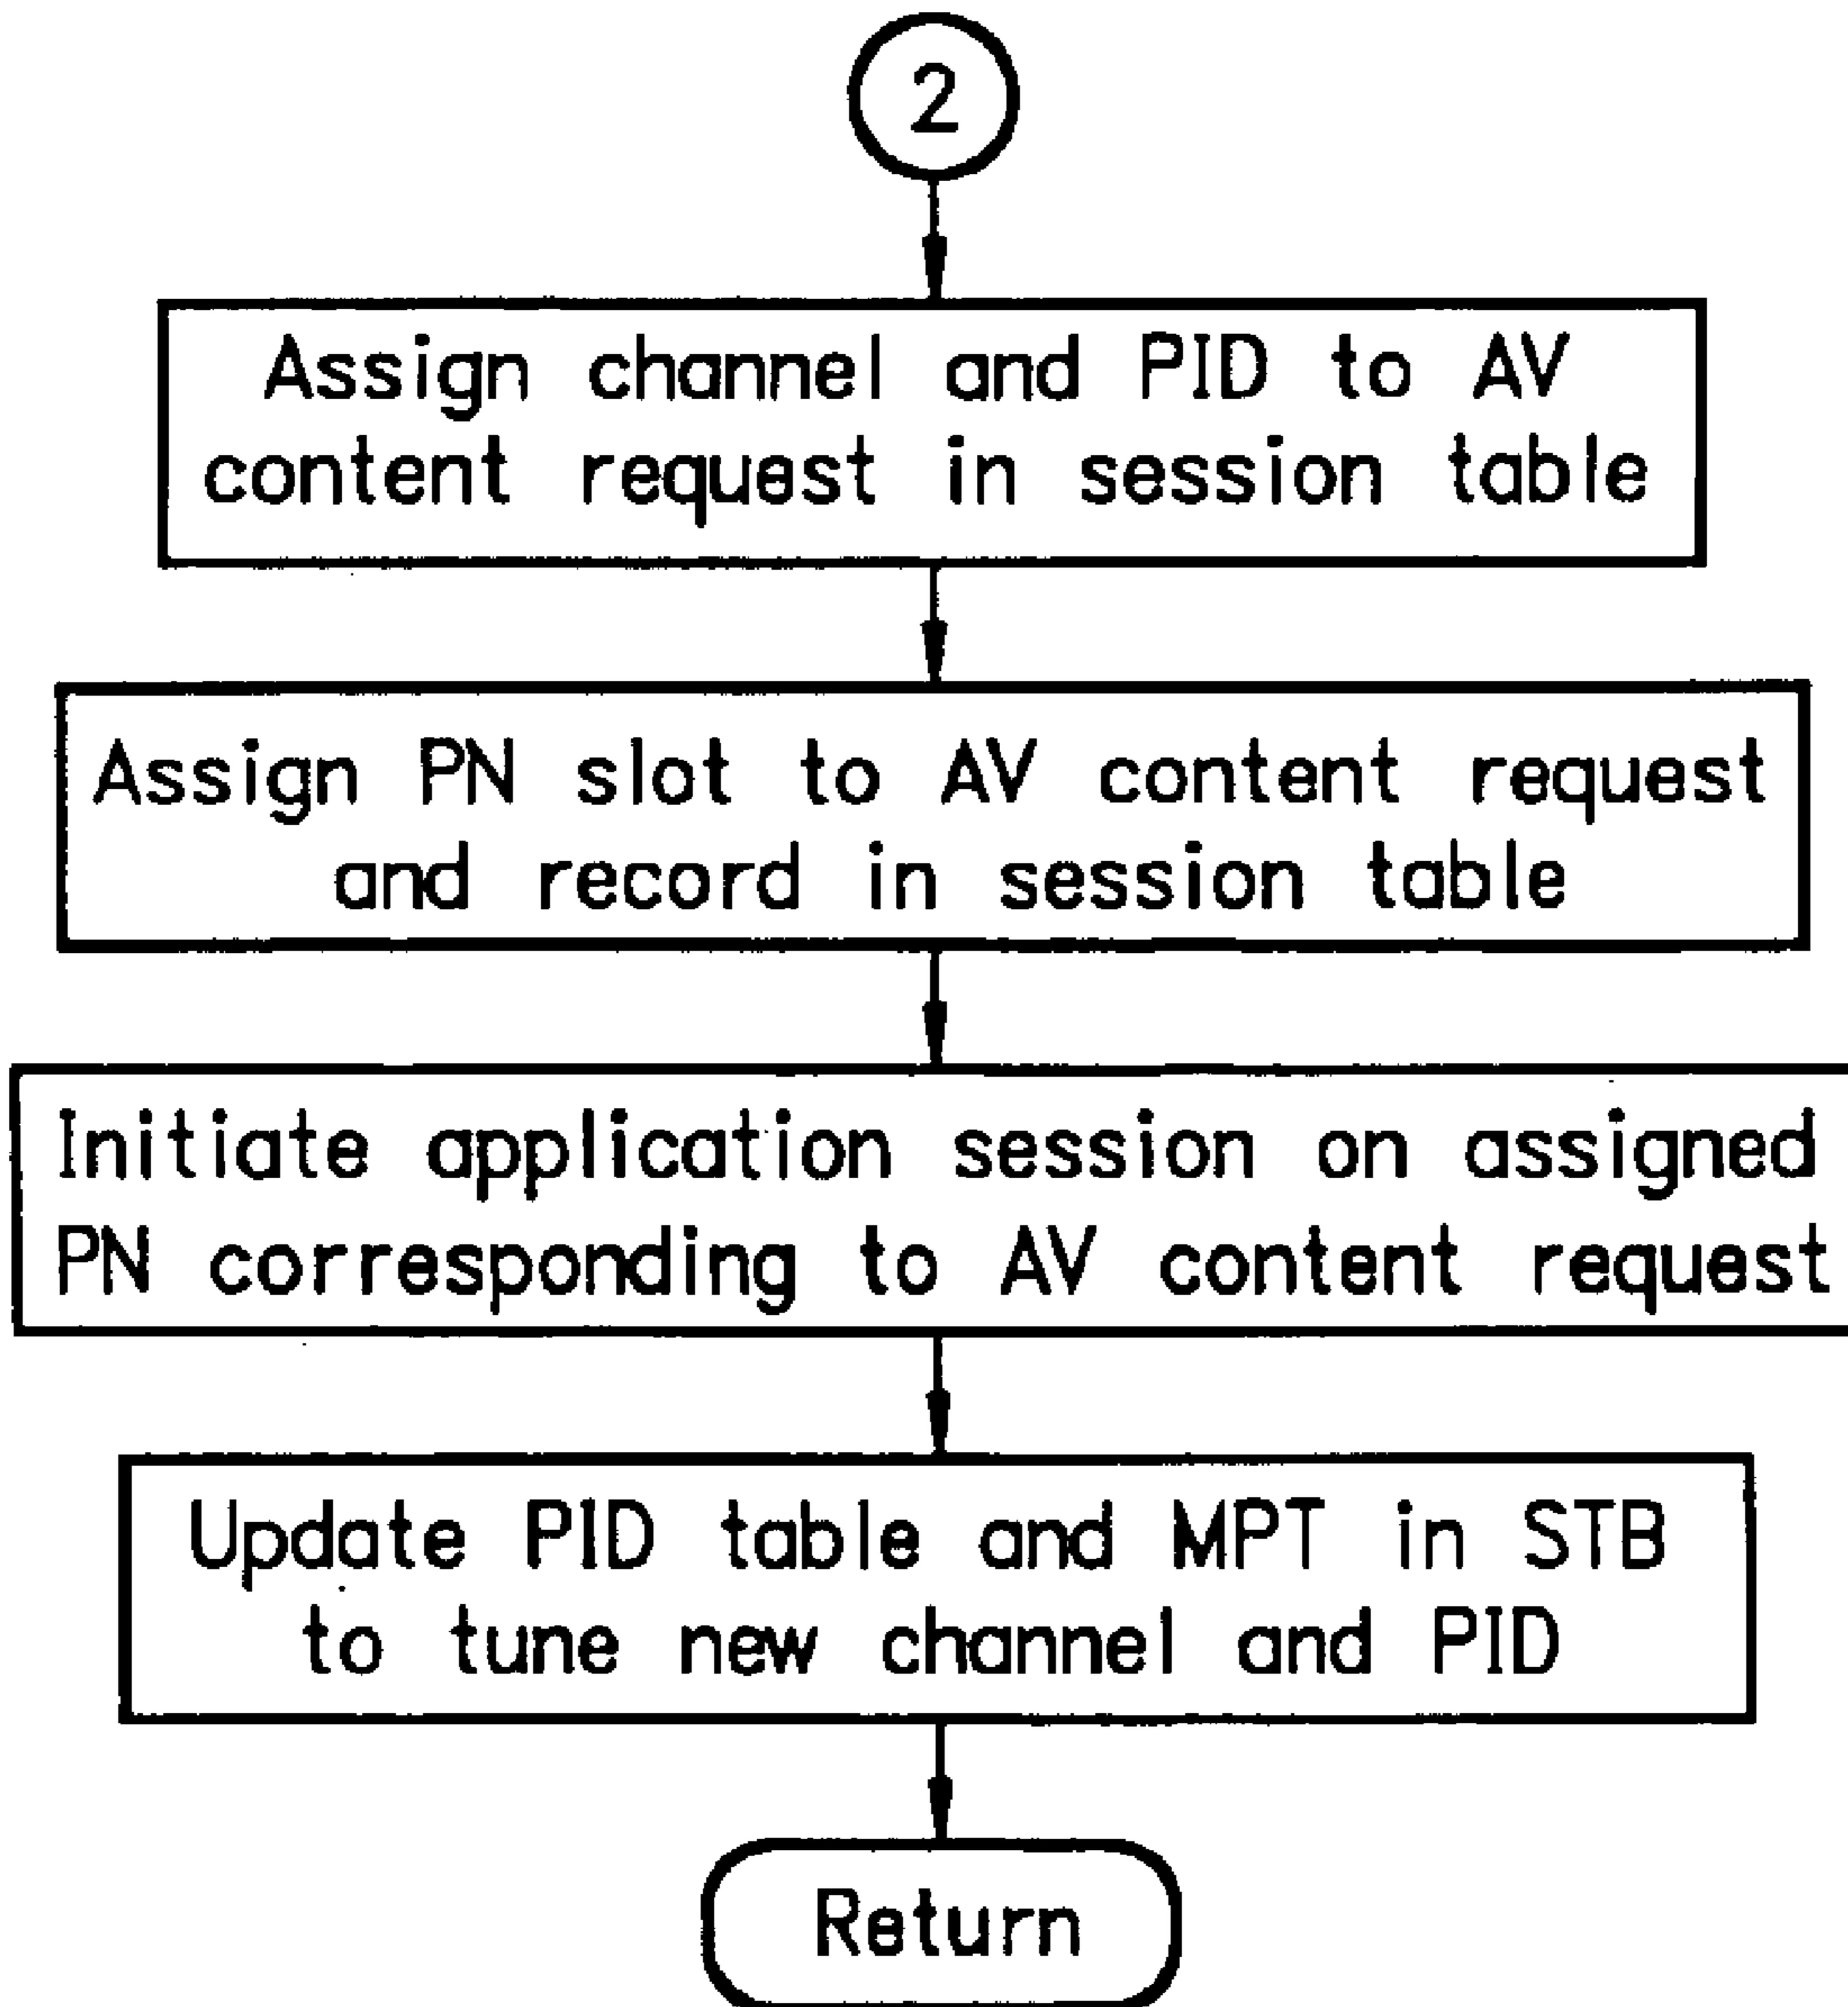 2
Assign channel and PID to AV
content request in session table
Assign PN slot to AV content request
and record in session table
Initiate application session on assigned
PN corresponding to AV content request
Update PID table and MPT in STB
to tune new channel and PID
Return